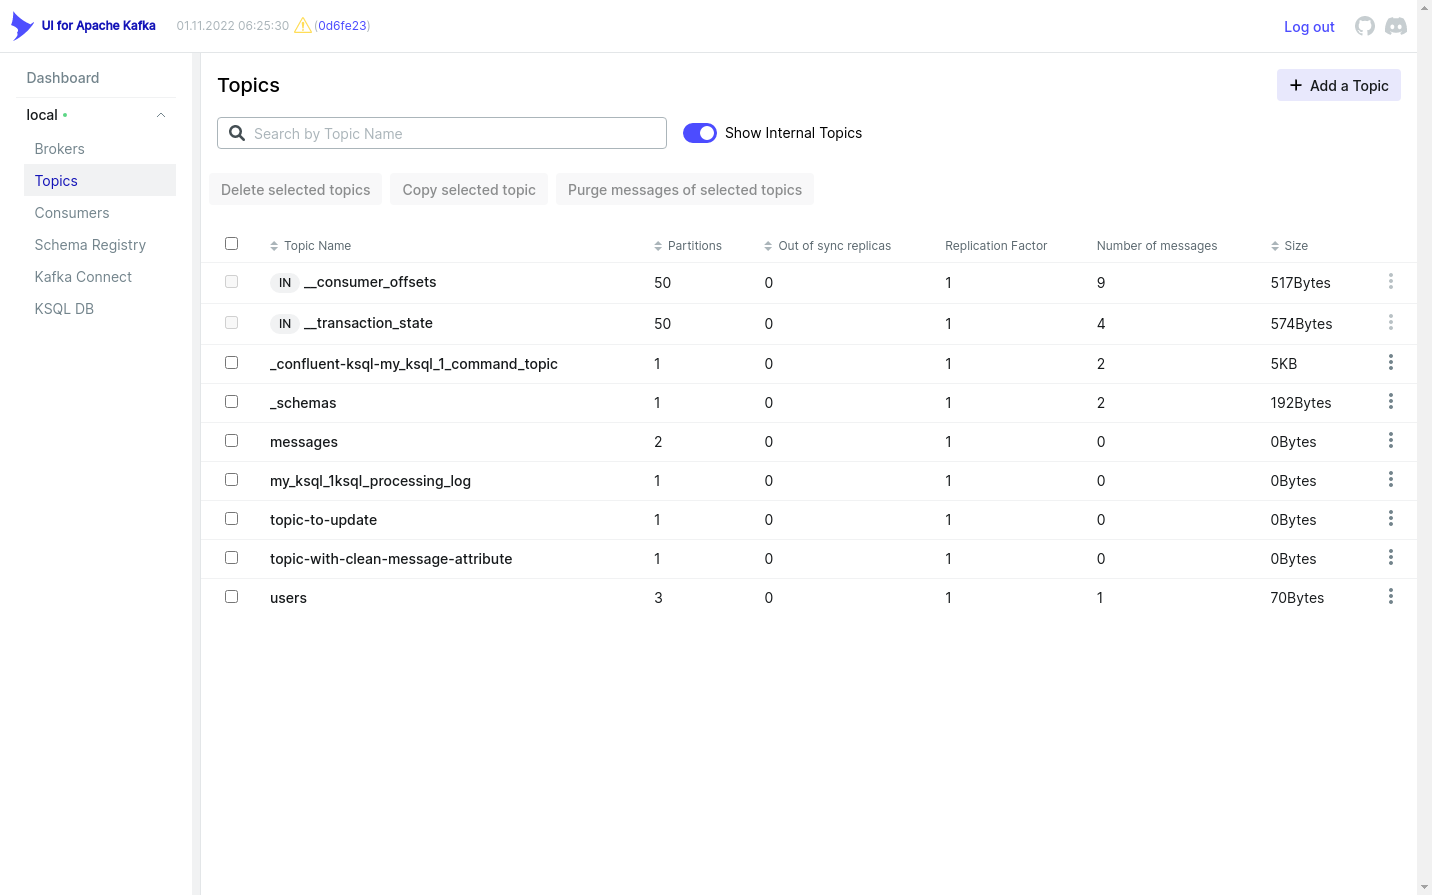 UI for Apache Kafka 01.11.2022 06:25:30 (0d6fe23) Log out
Dashboard
local
Brokers
Topics
Consumers
Schema Registry
Kafka Connect
KSQL DB
Topics
Add a Topic
Search by Topic Name
Show Internal Topics
Delete selected topics Copy selected topic Purge messages of selected topics
Topic Name Partitions Out of sync replicas Replication Factor Number of messages Size
IN __consumer_offsets 50 0 1 9 517Bytes
IN __transaction_state 50 0 1 4 574Bytes
_confluent-ksql-my_ksql_1_command_topic 1 0 1 2 5KB
_schemas 1 0 1 2 192Bytes
messages 2 0 1 0 0Bytes
my_ksql_1ksql_processing_log 1 0 1 0 0Bytes
topic-to-update 1 0 1 0 0Bytes
topic-with-clean-message-attribute 1 0 1 0 0Bytes
users 3 0 1 1 70Bytes